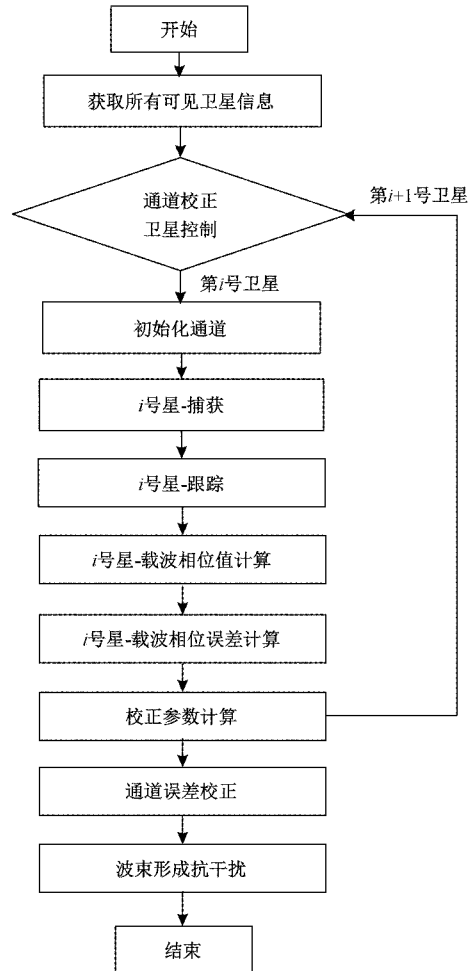 开始
获取所有可见卫星信息
通道校正
卫星控制
第i+1号卫星
第i号卫星
初始化通道
i号星-捕获
i号星-跟踪
i号星-载波相位值计算
i号星-载波相位误差计算
校正参数计算
通道误差校正
波束形成抗干扰
结束